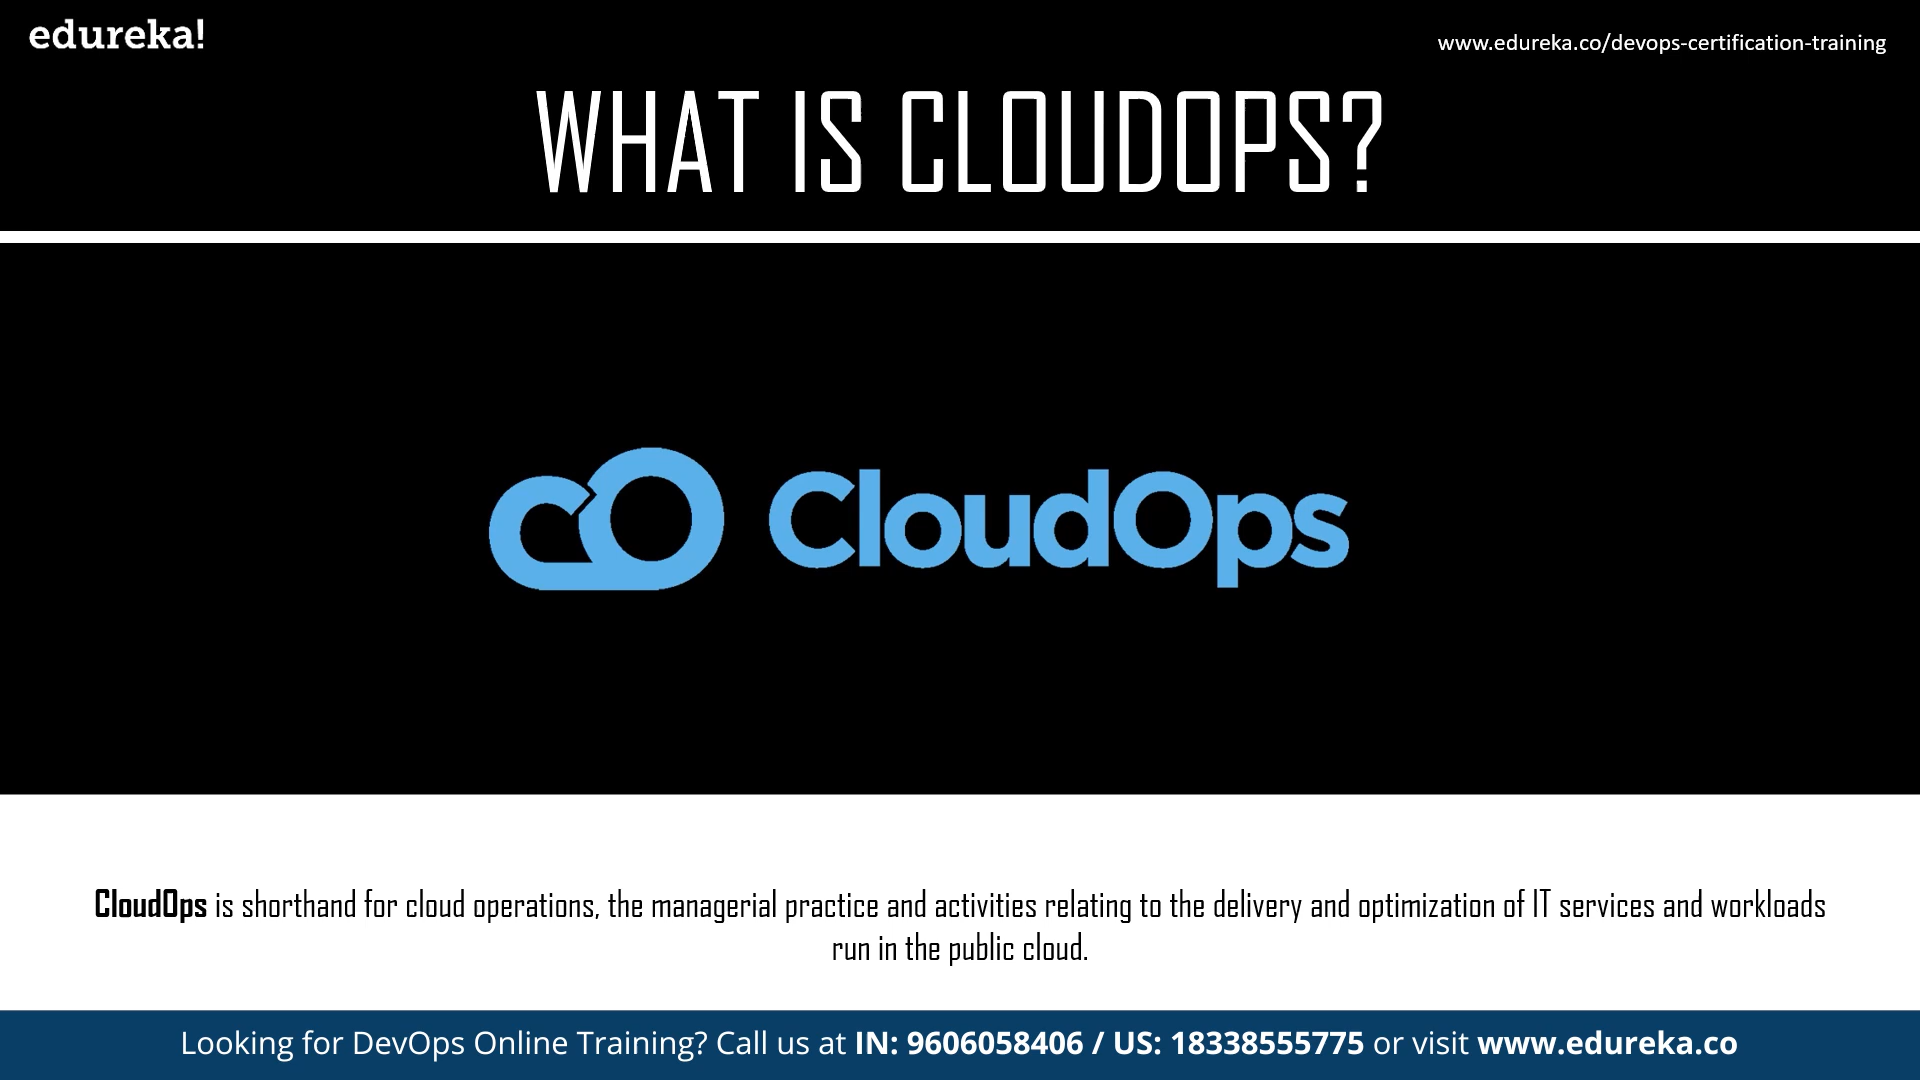 edureka!
www.edureka.co/devops-certification-training
WHAT IS CLOUDOPS?
CloudOps
CloudOps is shorthand for cloud operations, the managerial practice and activities relating to the delivery and optimization of IT services and workloads
run in the public cloud.
Looking for DevOps Online Training? Call us at IN: 9606058406 / US: 18338555775 or visit www.edureka.co